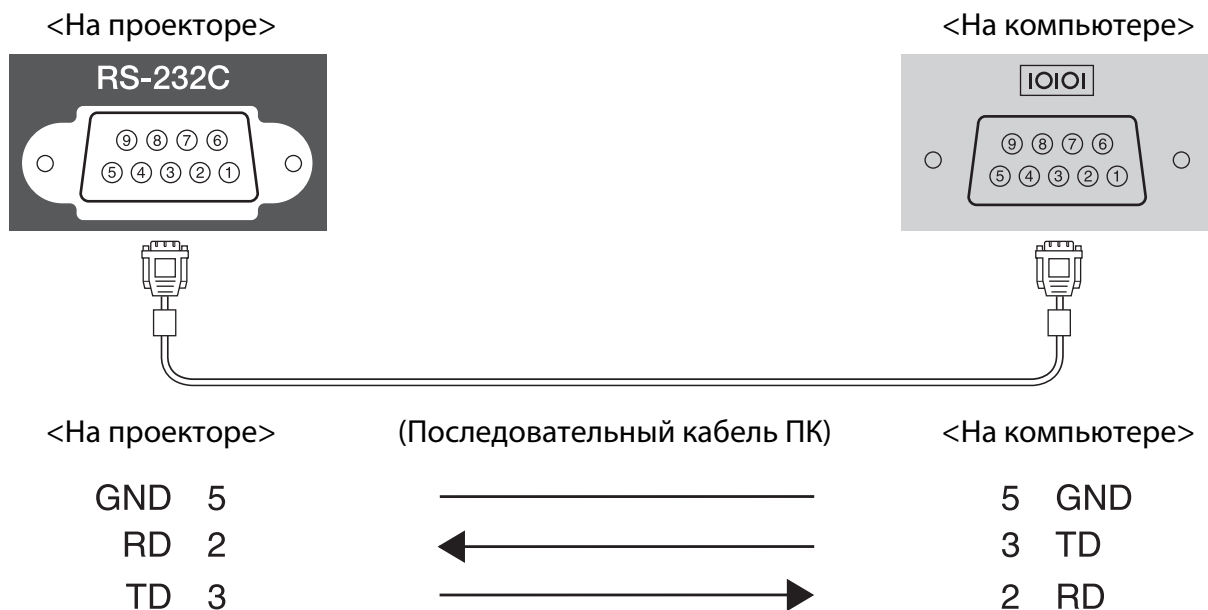 <На проекторе> <На компьютере>
RS-232C IOIOI
9 8 7 6 9 8 7 6
5 4 3 2 1 5 4 3 2 1
<На проекторе> (Последовательный кабель ПК) <На компьютере>
GND 5 5 GND
RD 2 3 TD
TD 3 2 RD